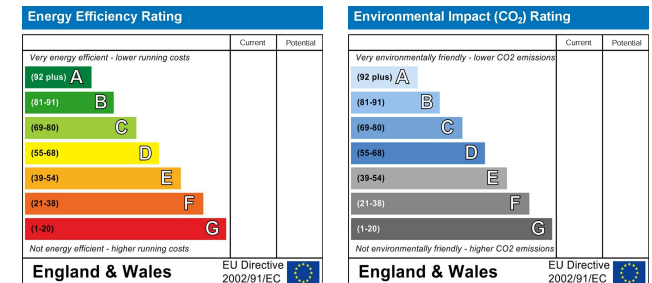 Energy Efficiency Rating
Current Potential
Very energy efficient - lower running costs
(92 plus) A
(81-91) B
(69-80) C
(55-68) D
(39-54) E
(21-38) F
(1-20) G
Not energy efficient - higher running costs
England & Wales
EU Directive
2002/91/EC
Environmental Impact (CO₂) Rating
Current Potential
Very environmentally friendly - lower CO2 emissions
(92 plus) A
(81-91) B
(69-80) C
(55-68) D
(39-54) E
(21-38) F
(1-20) G
Not environmentally friendly - higher CO2 emissions
England & Wales
EU Directive
2002/91/EC